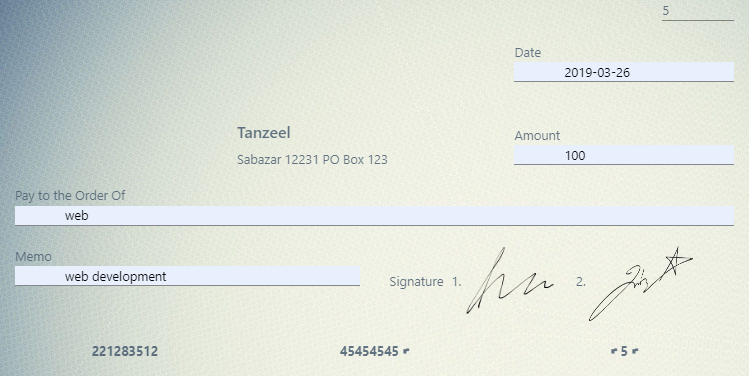 5
Date
2019-03-26
Tanzeel
Amount
Sabazar 12231 PO Box 123
100
Pay to the Order Of
web
Memo
web development
Signature 1. 2.
221283512 45454545 ⑈ ⑈ 5 ⑈